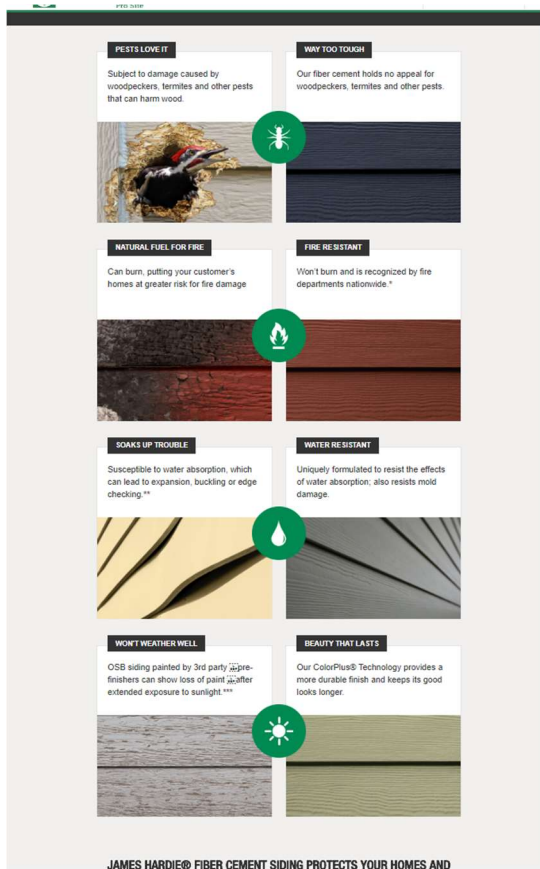 PESTS LOVE IT
Subject to damage caused by
woodpeckers, termites and other pests
that can harm wood.
WAY TOO TOUGH
Our fiber cement holds no appeal for
woodpeckers, termites and other pests.
NATURAL FUEL FOR FIRE
Can burn, putting your customer's
homes at greater risk for fire damage
FIRE RESISTANT
Won't burn and is recognized by fire
departments nationwide.*
SOAKS UP TROUBLE
Susceptible to water absorption, which
can lead to expansion, buckling or edge
checking.**
WATER RESISTANT
Uniquely formulated to resist the effects
of water absorption; also resists mold
damage.
WON'T WEATHER WELL
OSB siding painted by 3rd party pre-
finishers can show loss of paint after
extended exposure to sunlight.***
BEAUTY THAT LASTS
Our ColorPlus® Technology provides a
more durable finish and keeps its good
looks longer.
JAMES HARDIE® FIBER CEMENT SIDING PROTECTS YOUR HOMES AND